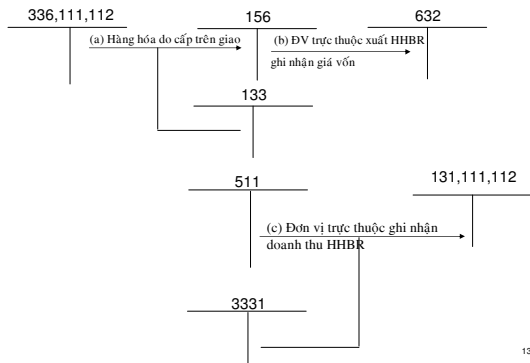 336,111,112
156
632
(a) Hàng hóa do cấp trên giao
(b) ĐV trực thuộc xuất HHBR
ghi nhận giá vốn
133
511
131,111,112
(c) Đơn vị trực thuộc ghi nhận
doanh thu HHBR
3331
13